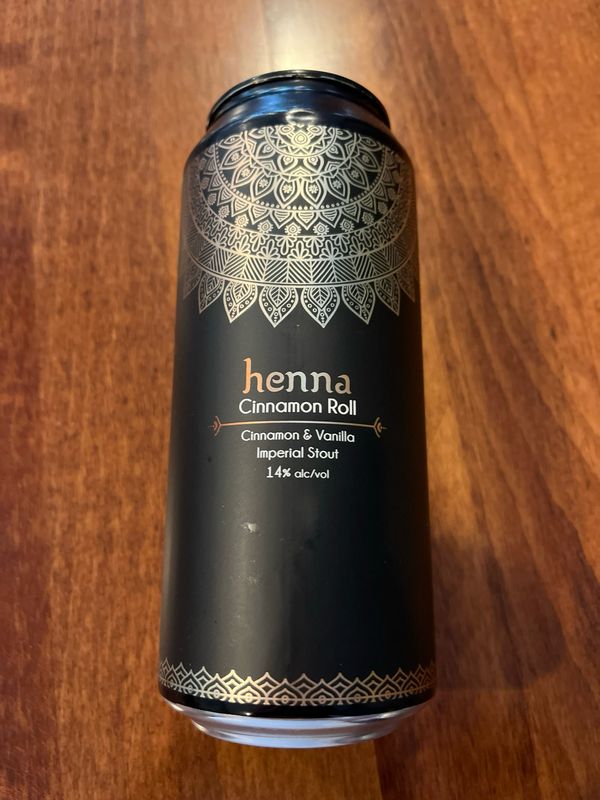 henna
Cinnamon Roll
Cinnamon & Vanilla
Imperial Stout
14% alc/vol